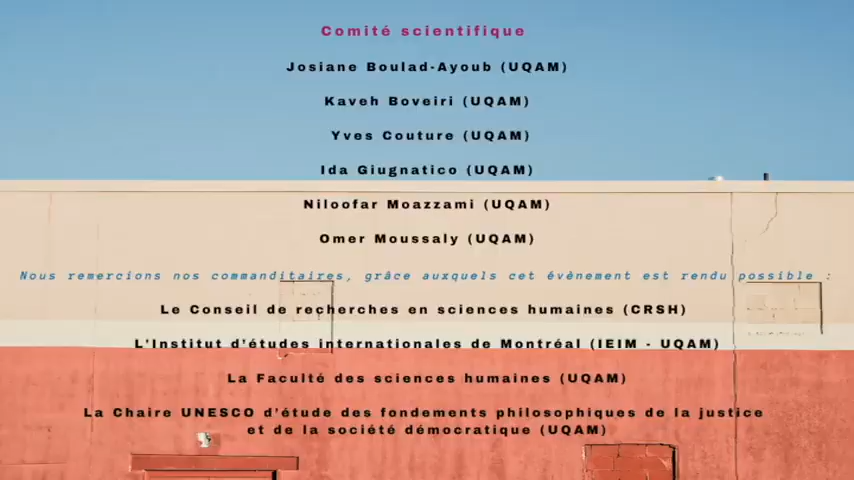 Comité scientifique
Josiane Boulad-Ayoub (UQAM)
Kaveh Boveiri (UQAM)
Yves Couture (UQAM)
Ida Giugnatico (UQAM)
Niloofar Moazzami (UQAM)
Omer Moussaly (UQAM)
Nous remercions nos commanditaires, grâce auxquels cet évènement est rendu possible :
Le Conseil de recherches en sciences humaines (CRSH)
L'Institut d'études internationales de Montréal (IEIM - UQAM)
La Faculté des sciences humaines (UQAM)
La Chaire UNESCO d'étude des fondements philosophiques de la justice
et de la société démocratique (UQAM)